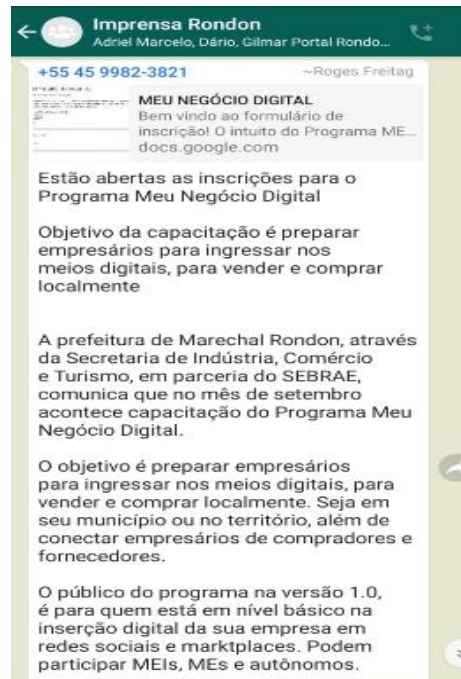 Imprensa Rondon
Adriel Marcelo, Dário, Gilmar Portal Rondo...
+55 45 9982-3821 ~Roges Freitag
MEU NEGÓCIO DIGITAL
Bem vindo ao formulário de
inscrição! O intuito do Programa ME...
docs.google.com
Estão abertas as inscrições para o
Programa Meu Negócio Digital
Objetivo da capacitação é preparar
empresários para ingressar nos
meios digitais, para vender e comprar
localmente
A prefeitura de Marechal Rondon, através
da Secretaria de Indústria, Comércio
e Turismo, em parceria do SEBRAE,
comunica que no mês de setembro
acontece capacitação do Programa Meu
Negócio Digital.
O objetivo é preparar empresários
para ingressar nos meios digitais, para
vender e comprar localmente. Seja em
seu município ou no território, além de
conectar empresários de compradores e
fornecedores.
O público do programa na versão 1.0,
é para quem está em nível básico na
inserção digital da sua empresa em
redes sociais e marktplaces. Podem
participar MEIs, MEs e autônomos.